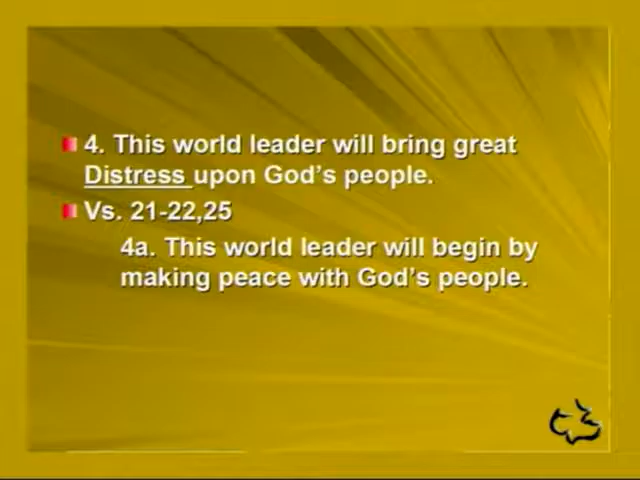 4. This world leader will bring great
Distress upon God's people.
Vs. 21-22,25
4a. This world leader will begin by
making peace with God's people.